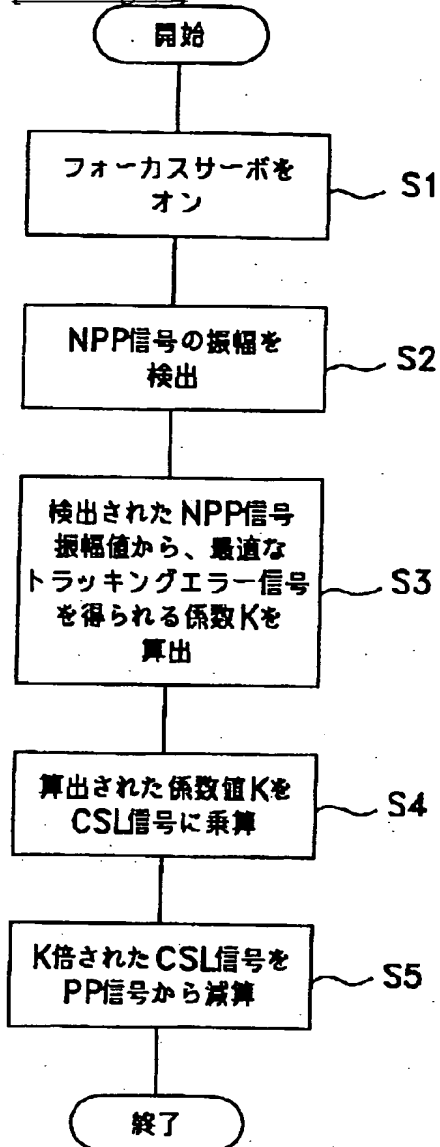 開始
フォーカスサーボを
オン
S1
NPP信号の振幅を
検出
S2
検出されたNPP信号
振幅値から、最適な
トラッキングエラー信号
を得られる係数Kを
算出
S3
算出された係数値Kを
CSL信号に乗算
S4
K倍されたCSL信号を
PP信号から減算
S5
終了